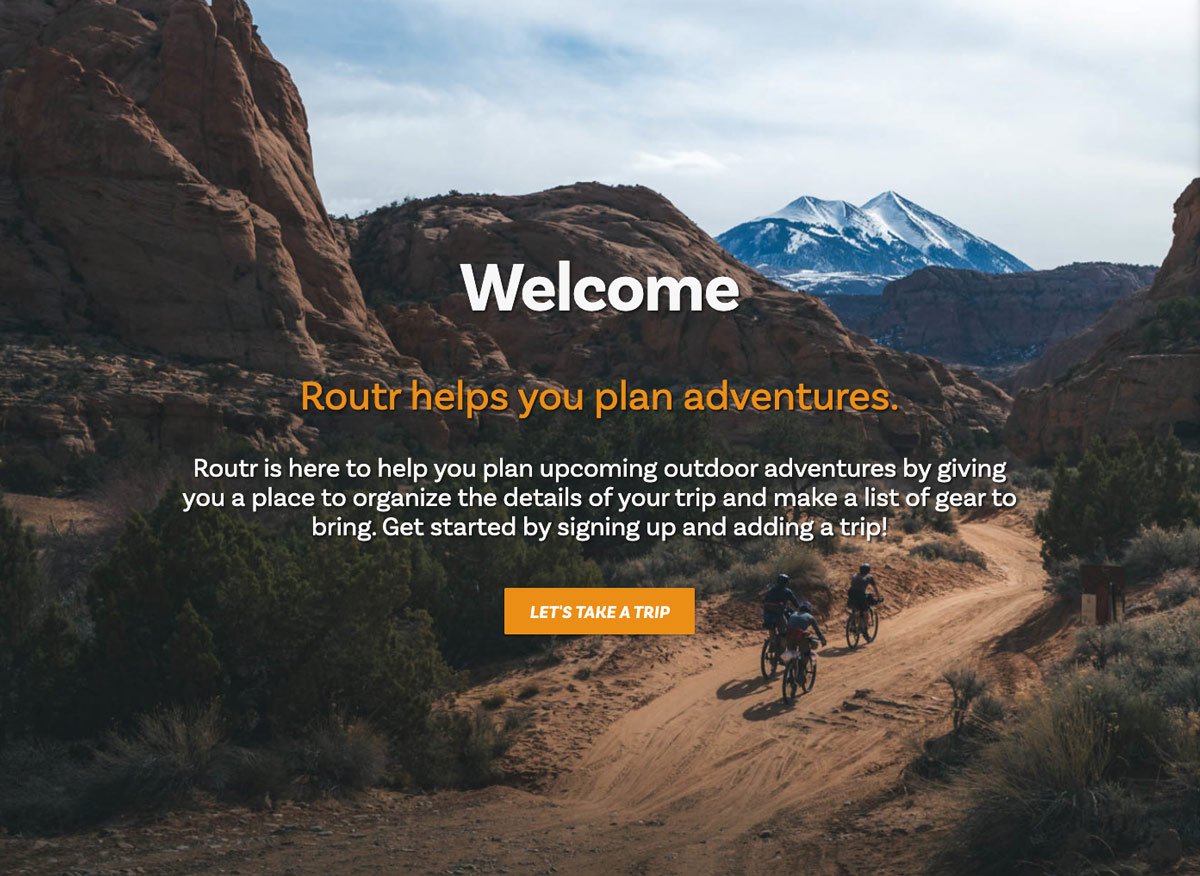 Welcome
Routr helps you plan adventures.
Routr is here to help you plan upcoming outdoor adventures by giving
you a place to organize the details of your trip and make a list of gear to
bring. Get started by signing up and adding a trip!
LET'S TAKE A TRIP